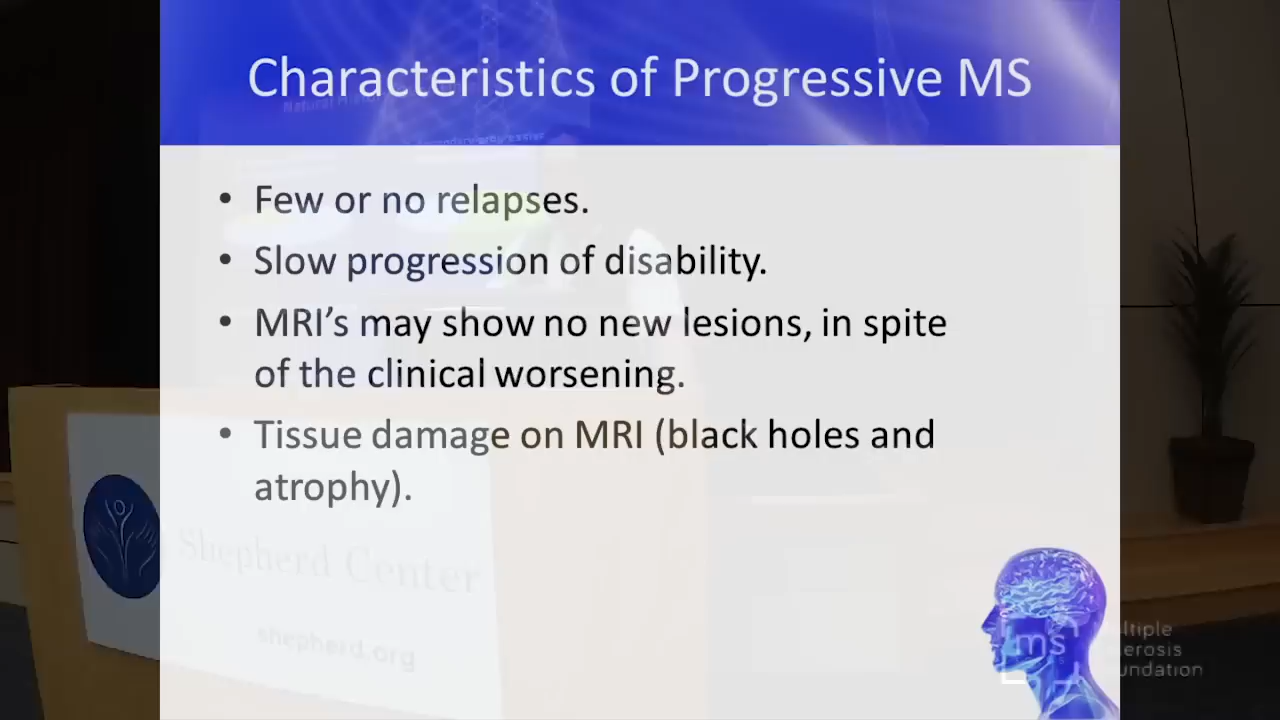 Characteristics of Progressive MS
• Few or no relapses.
• Slow progression of disability.
• MRI's may show no new lesions, in spite
of the clinical worsening.
• Tissue damage on MRI (black holes and
atrophy).
Shepherd Center
shepherd.org
ms